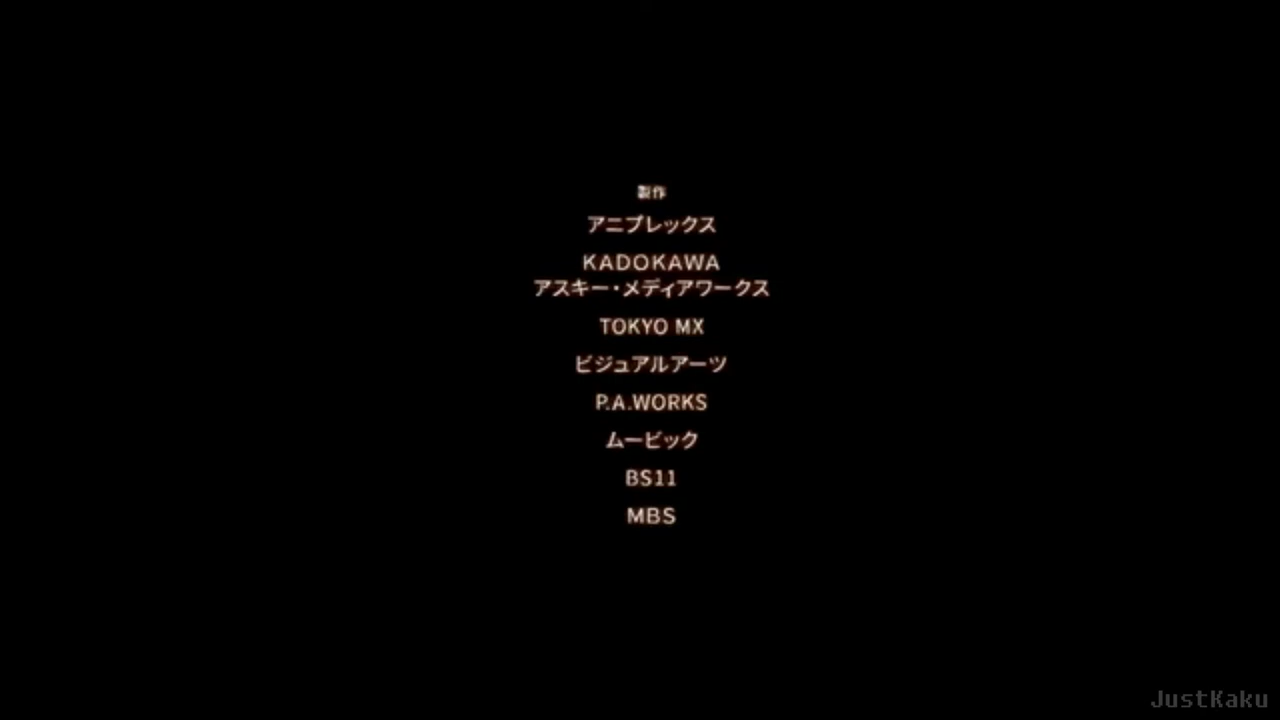 製作
アニプレックス
KADOKAWA
アスキー・メディアワークス
TOKYO MX
ビジュアルアーツ
P.A.WORKS
ムービック
BS11
MBS
JustKaku